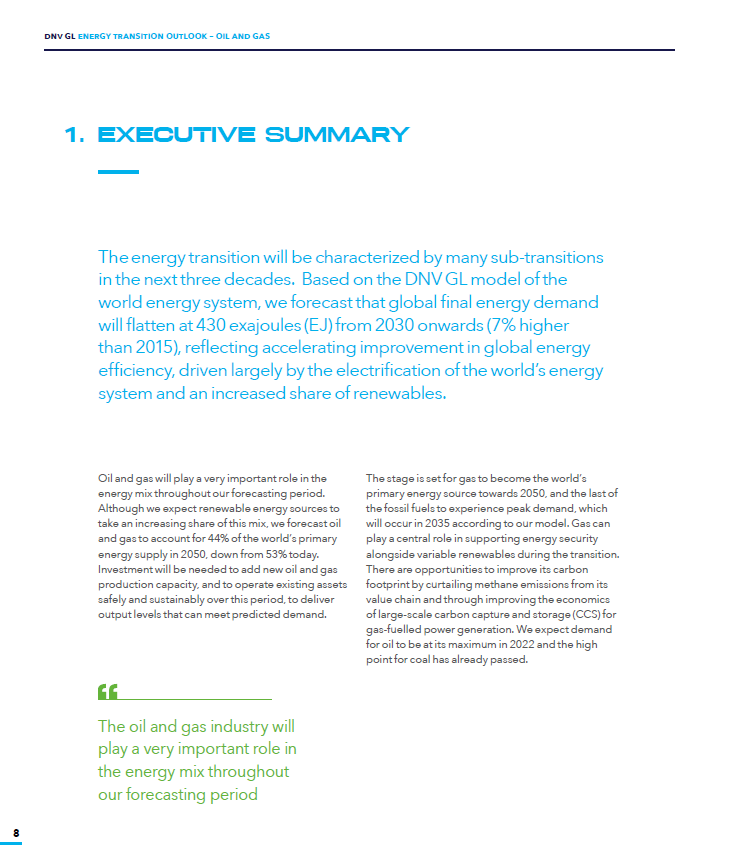 DNV GL ENERGY TRANSITION OUTLOOK – OIL AND GAS
1. EXECUTIVE SUMMARY
The energy transition will be characterized by many sub-transitions
in the next three decades. Based on the DNV GL model of the
world energy system, we forecast that global final energy demand
will flatten at 430 exajoules (EJ) from 2030 onwards (7% higher
than 2015), reflecting accelerating improvement in global energy
efficiency, driven largely by the electrification of the world’s energy
system and an increased share of renewables.
Oil and gas will play a very important role in the
energy mix throughout our forecasting period.
Although we expect renewable energy sources to
take an increasing share of this mix, we forecast oil
and gas to account for 44% of the world’s primary
energy supply in 2050, down from 53% today.
Investment will be needed to add new oil and gas
production capacity, and to operate existing assets
safely and sustainably over this period, to deliver
output levels that can meet predicted demand.
The stage is set for gas to become the world’s
primary energy source towards 2050, and the last of
the fossil fuels to experience peak demand, which
will occur in 2035 according to our model. Gas can
play a central role in supporting energy security
alongside variable renewables during the transition.
There are opportunities to improve its carbon
footprint by curtailing methane emissions from its
value chain and through improving the economics
of large-scale carbon capture and storage (CCS) for
gas-fuelled power generation. We expect demand
for oil to be at its maximum in 2022 and the high
point for coal has already passed.
“
The oil and gas industry will
play a very important role in
the energy mix throughout
our forecasting period
8